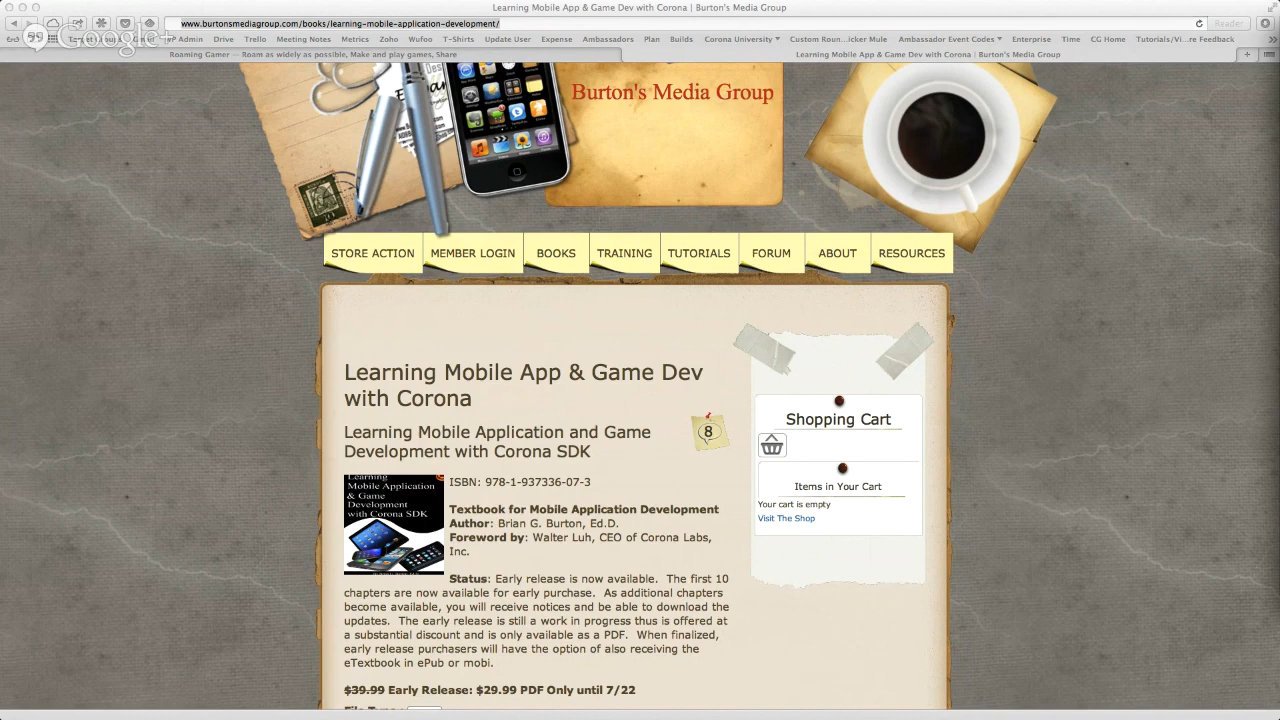 Learning Mobile App & Game Dev with Corona | Burton's Media Group
www.burtonsmediagroup.com/books/learning-mobile-application-development/
Reader
Google+
Drive Trello Metrics Zoho Wufoo T-Shirts Update User Expense Ambassadors Plan Builds Corona University Custom Roun...icker Mule Ambassador Event Codes Enterprise Time CG Home Tutorials/Vi...re Feedback
Roaming Gamer — Roam as widely as possible, Make and play games, Share
Learning Mobile App & Game Dev with Corona | Burton's Media Group
Burton's Media Group
STORE ACTION
MEMBER LOGIN
BOOKS
TRAINING
TUTORIALS
FORUM
ABOUT
RESOURCES
Learning Mobile App & Game Dev
with Corona
Learning Mobile Application and Game
Development with Corona SDK
8
Learning
Mobile Application
& Game
Development
with Corona SDK
ISBN: 978-1-937336-07-3
Textbook for Mobile Application Development
Author: Brian G. Burton, Ed.D.
Foreword by: Walter Luh, CEO of Corona Labs,
Inc.
Status: Early release is now available. The first 10
chapters are now available for early purchase. As additional chapters
become available, you will receive notices and be able to download the
updates. The early release is still a work in progress thus is offered at
a substantial discount and is only available as a PDF. When finalized,
early release purchasers will have the option of also receiving the
eTextbook in ePub or mobi.
$39.99 Early Release: $29.99 PDF Only until 7/22
Shopping Cart
Items in Your Cart
Your cart is empty
Visit The Shop